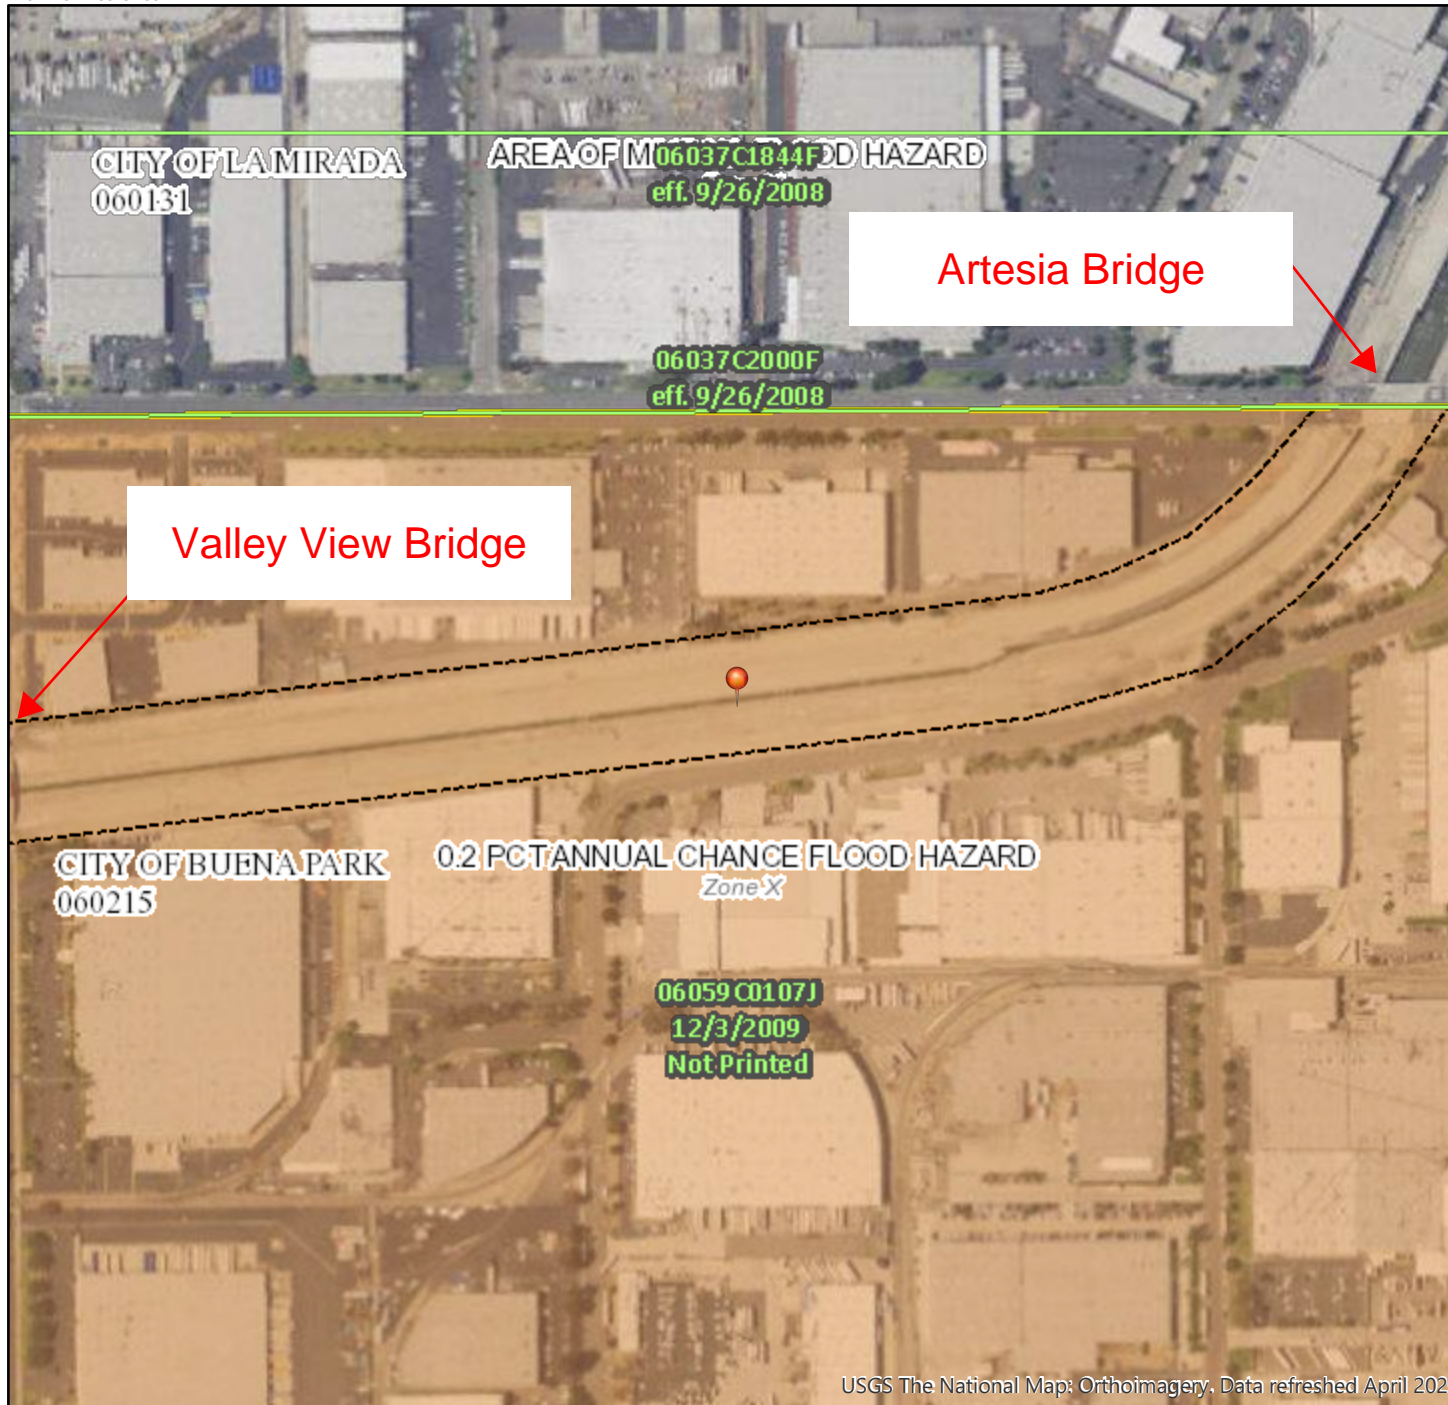 CITY OF LA MIRADA
060131
AREA OF MI OD HAZARD
06037C1844F
eff. 9/26/2008
Artesia Bridge
06037C2000F
eff. 9/26/2008
Valley View Bridge
CITY OF BUENA PARK
060215
0.2 PCT ANNUAL CHANCE FLOOD HAZARD
Zone X
06059C0107J
12/3/2009
Not Printed
USGS The National Map: Orthoimagery. Data refreshed April 202